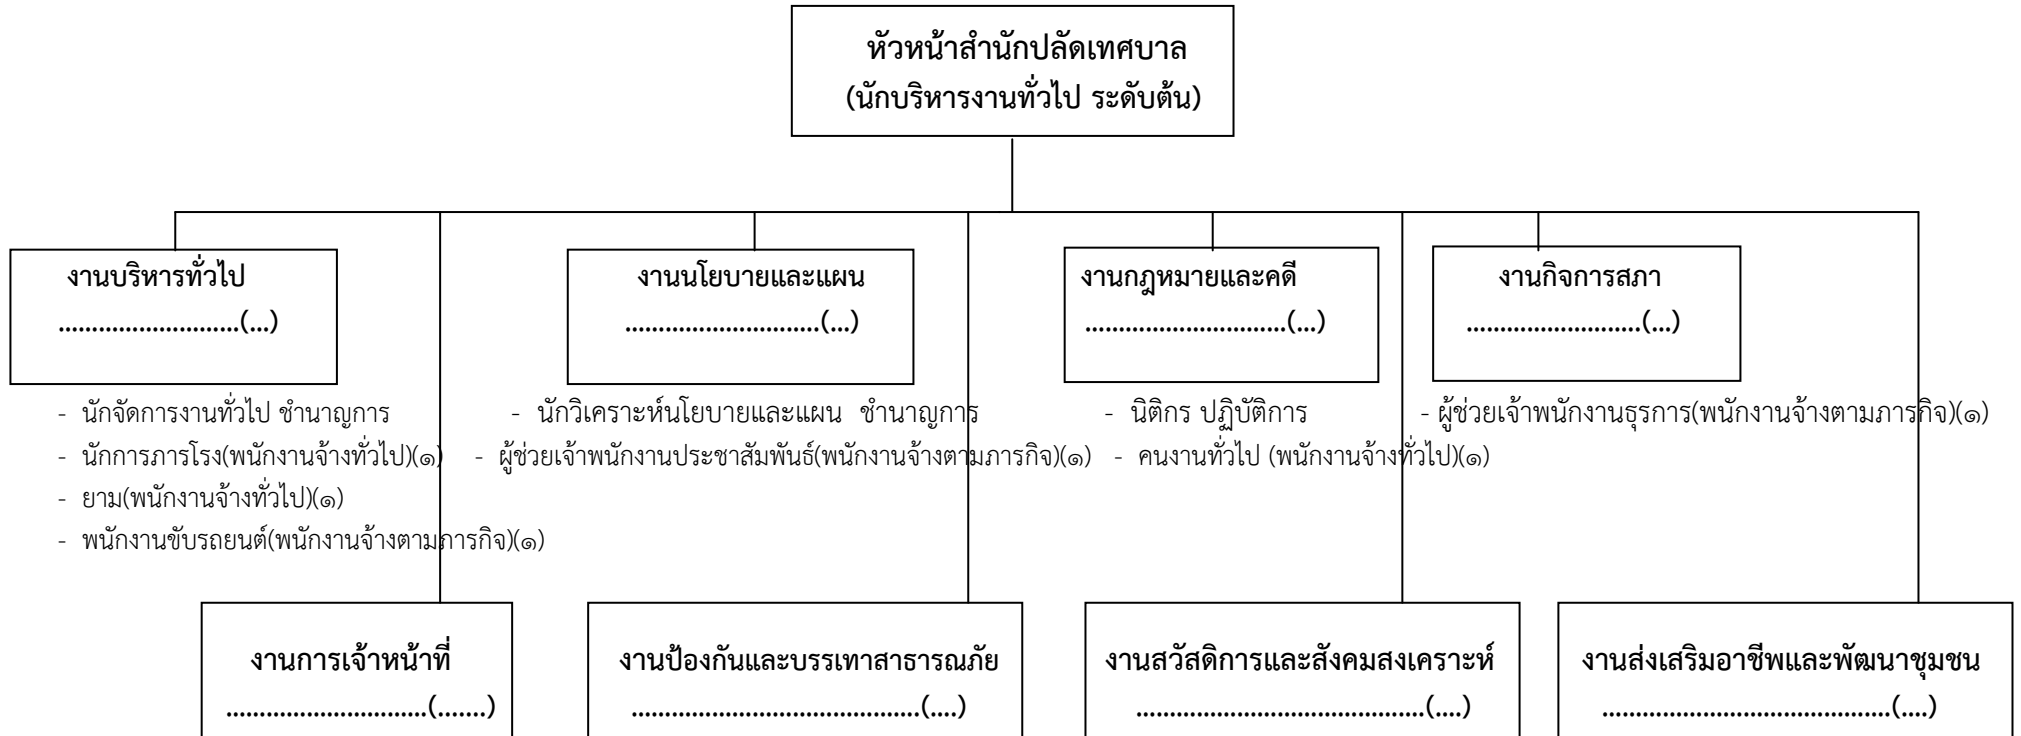 หัวหน้าสำนักปลัดเทศบาล
(นักบริหารงานทั่วไป ระดับต้น)
งานบริหารทั่วไป
...........................(...)
งานนโยบายและแผน
.............................(...)
งานกฎหมายและคดี
..............................(...)
งานกิจการสภา
..........................(...)
- นักจัดการงานทั่วไป ชำนาญการ
- นักการภารโรง(พนักงานจ้างทั่วไป)(๑)
- ยาม(พนักงานจ้างทั่วไป)(๑)
- พนักงานขับรถยนต์(พนักงานจ้างตามภารกิจ)(๑)
- นักวิเคราะห์นโยบายและแผน ชำนาญการ
- ผู้ช่วยเจ้าพนักงานประชาสัมพันธ์(พนักงานจ้างตามภารกิจ)(๑)
- นิติกร ปฏิบัติการ
- คนงานทั่วไป (พนักงานจ้างทั่วไป)(๑)
- ผู้ช่วยเจ้าพนักงานธุรการ(พนักงานจ้างตามภารกิจ)(๑)
งานการเจ้าหน้าที่
..............................(.......)
งานป้องกันและบรรเทาสาธารณภัย
...........................................(....)
งานสวัสดิการและสังคมสงเคราะห์
...........................................(....)
งานส่งเสริมอาชีพและพัฒนาชุมชน
...........................................(....)